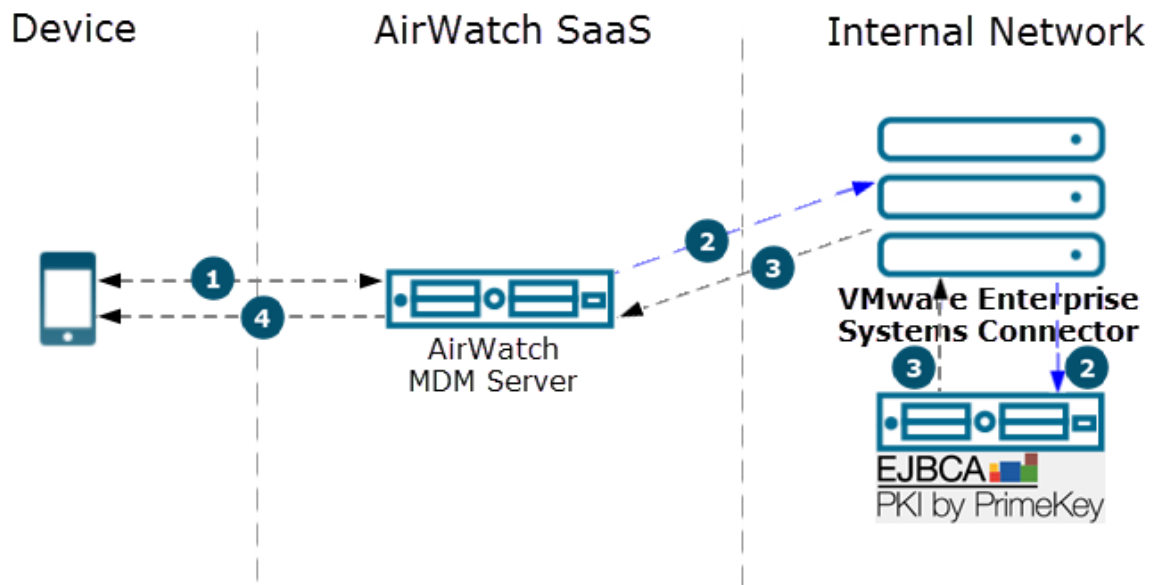 Device
AirWatch SaaS
Internal Network
1
2
3
4
AirWatch
MDM Server
VMware Enterprise
Systems Connector
3
2
EJBCA
PKI by PrimeKey